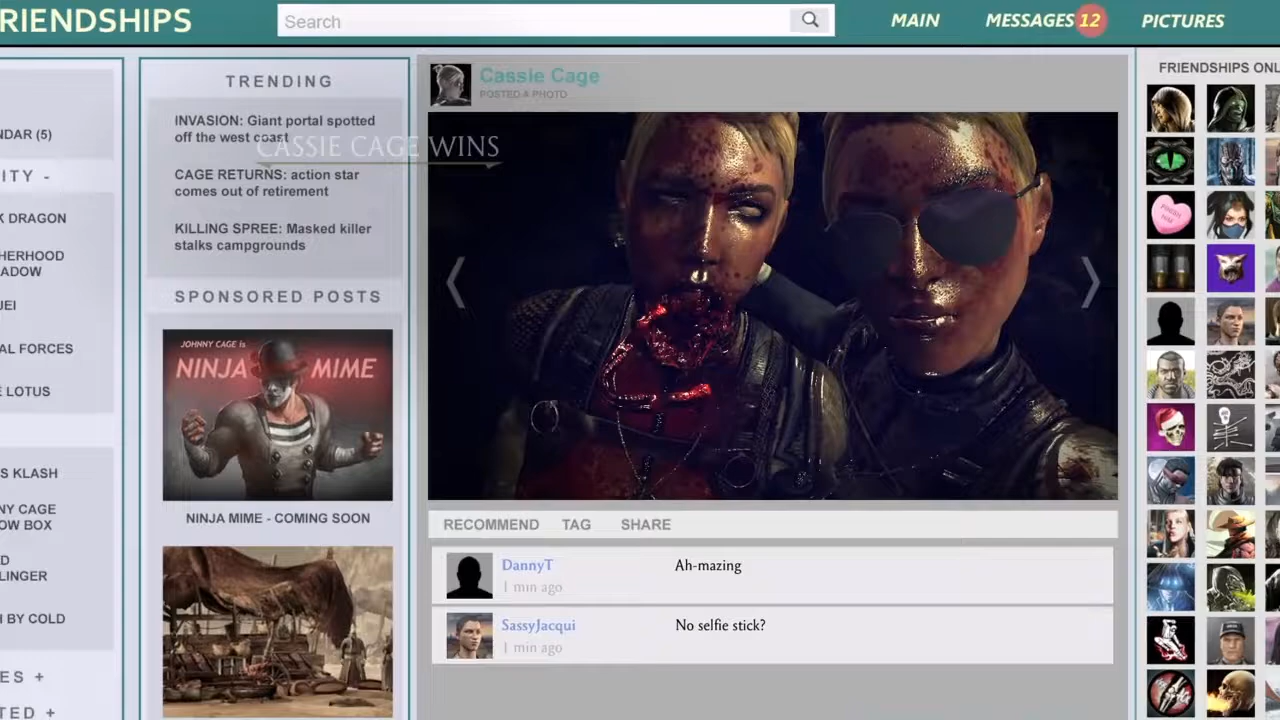 RIENDSHIPS
Search
MAIN
MESSAGES 12
PICTURES
NDAR (5)
ITY -
K DRAGON
HERHOOD
ADOW
JEI
AL FORCES
E LOTUS
S KLASH
NY CAGE
OW BOX
D
LINGER
H BY COLD
ES +
TED +
TRENDING
INVASION: Giant portal spotted
off the west coast
CAGE RETURNS: action star
comes out of retirement
KILLING SPREE: Masked killer
stalks campgrounds
SPONSORED POSTS
JOHNNY CAGE is
NINJA MIME
NINJA MIME - COMING SOON
Cassie Cage
POSTED A PHOTO
CASSIE CAGE WINS
RECOMMEND TAG SHARE
DannyT Ah-mazing
1 min ago
SassyJacqui No selfie stick?
1 min ago
FRIENDSHIPS ONL